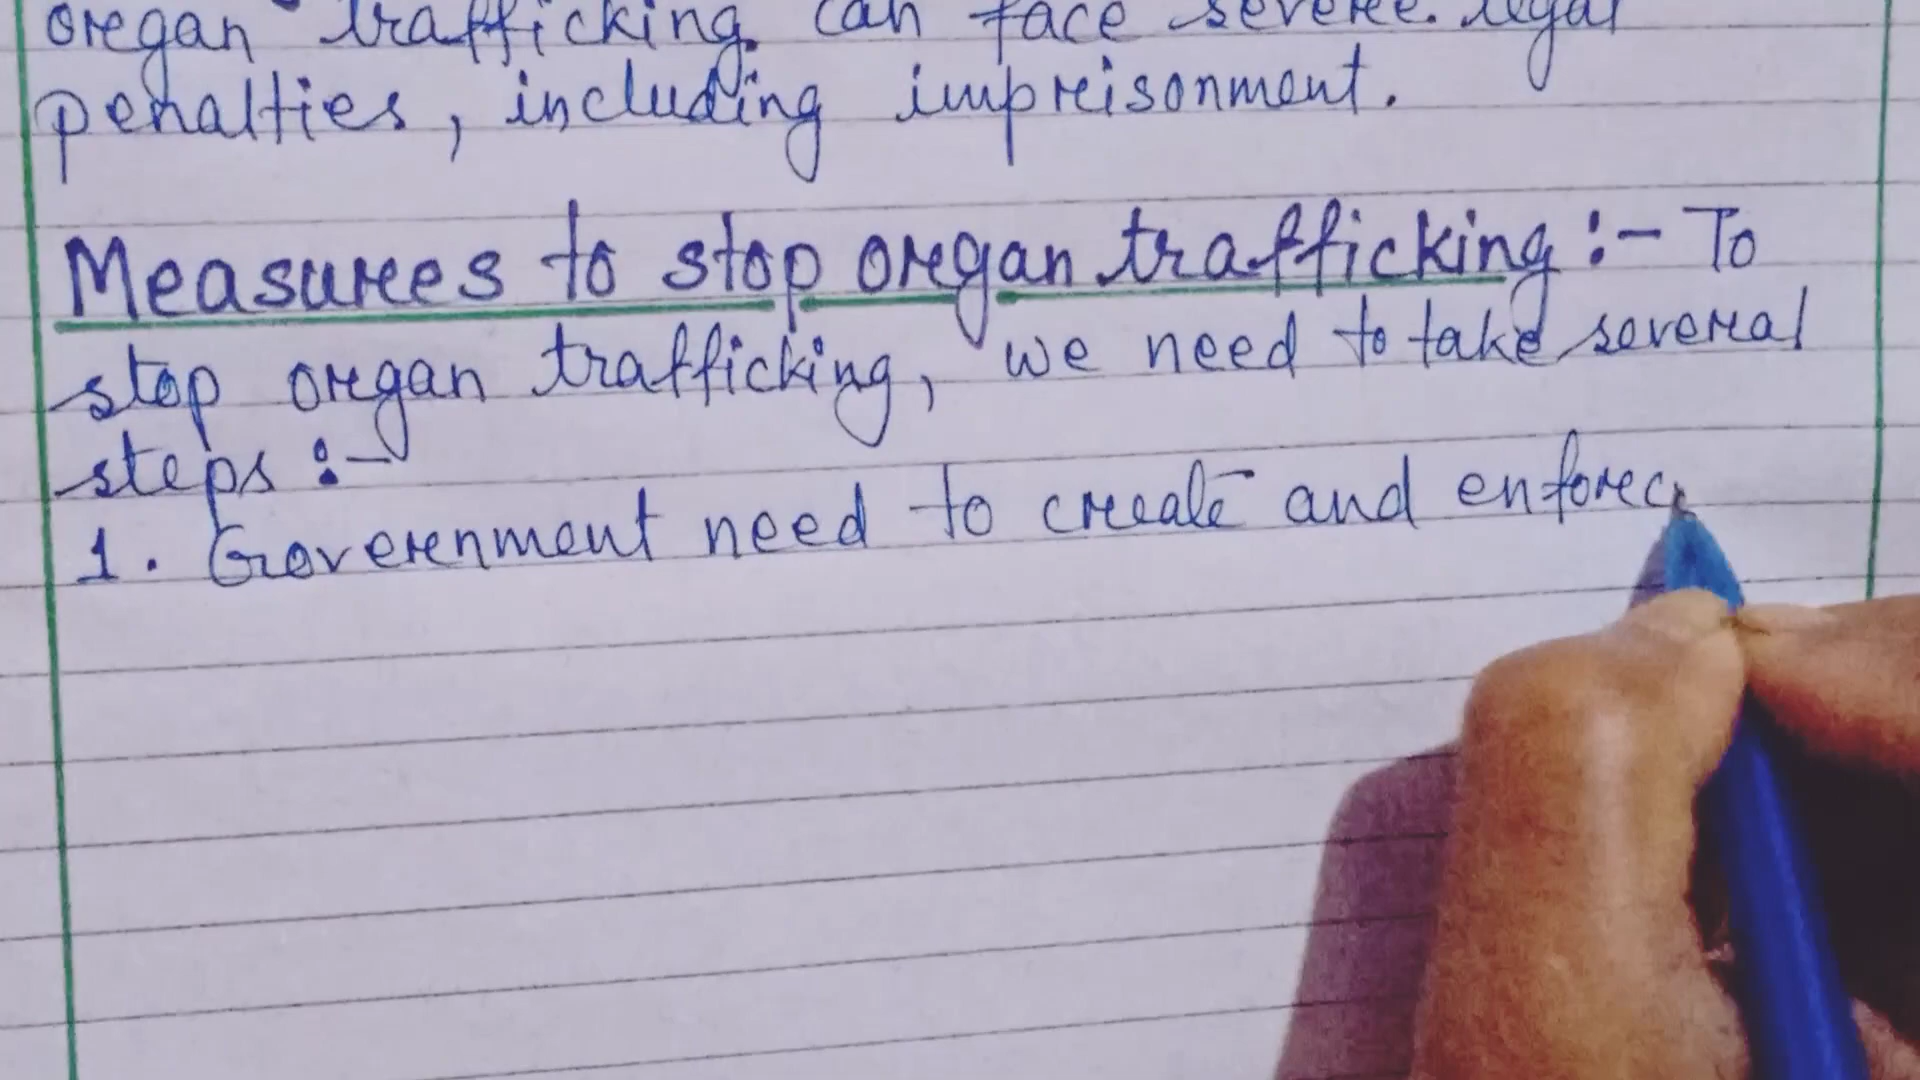 organ trafficking can face severe legal
penalties, including imprisonment.
Measures to stop organ trafficking :- To
stop organ trafficking, we need to take several
steps :-
1. Government need to create and enforc